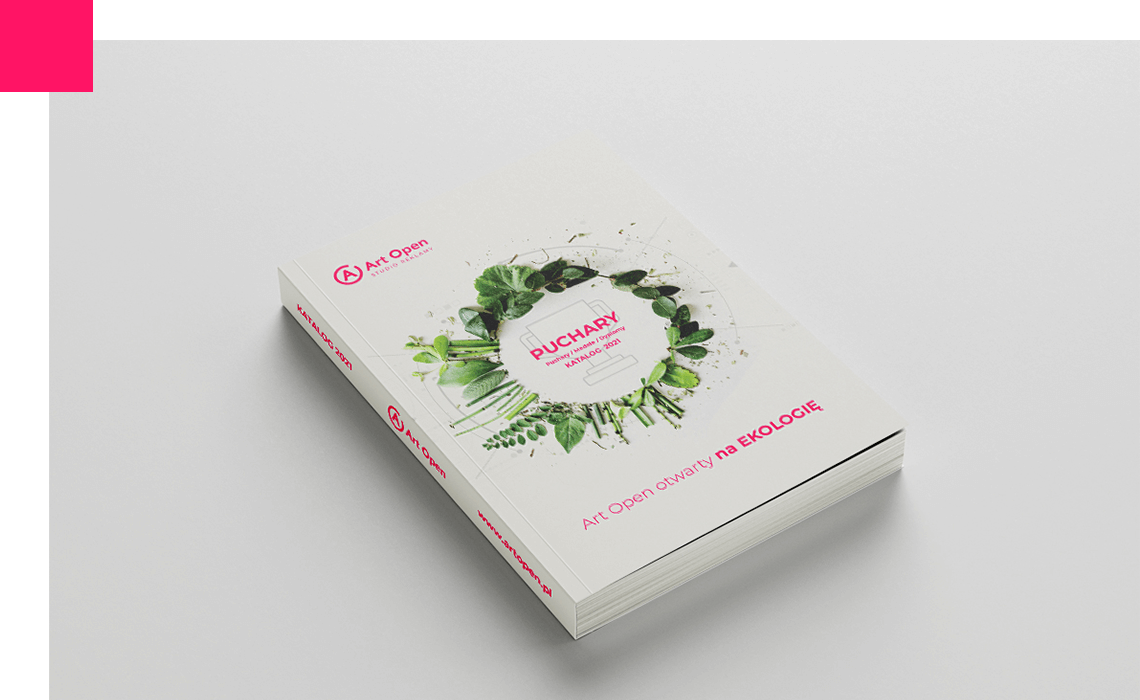 Art Open
STUDIO REKLAMY
PUCHARY
Puchary / Medale / Dyplomy
KATALOG 2021
Art Open otwarty na EKOLOGIĘ
KATALOG 2021
Art Open
www.artopen.pl